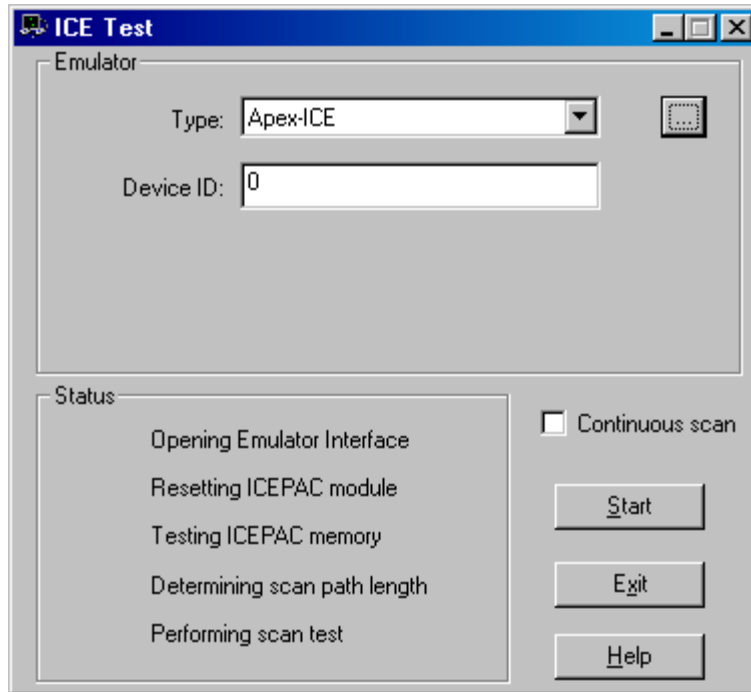 ICE Test
Emulator
Type: Apex-ICE ...
Device ID: 0
Status
Opening Emulator Interface
Resetting ICEPAC module
Testing ICEPAC memory
Determining scan path length
Performing scan test
Continuous scan
Start
Exit
Help